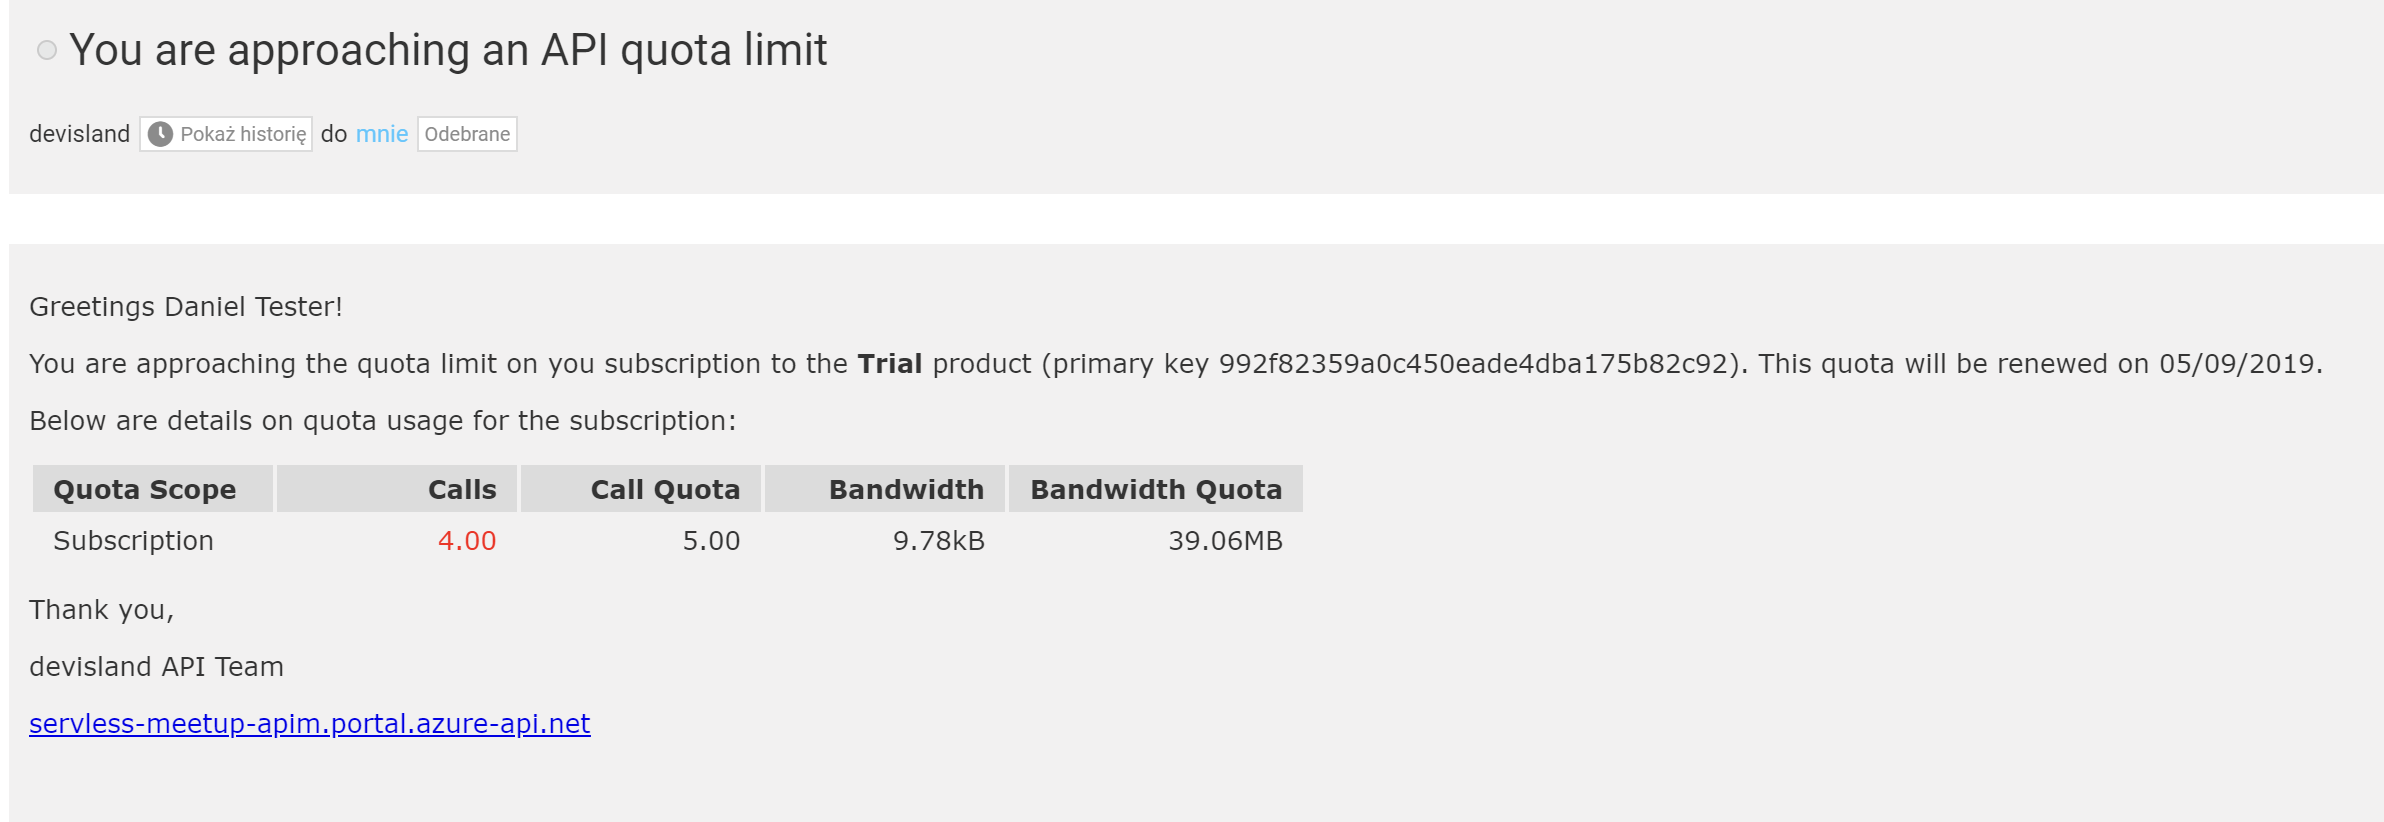 You are approaching an API quota limit
devisland Pokaż historię do mnie Odebrane
Greetings Daniel Tester!
You are approaching the quota limit on you subscription to the Trial product (primary key 992f82359a0c450eade4dba175b82c92). This quota will be renewed on 05/09/2019.
Below are details on quota usage for the subscription:
Quota Scope Calls Call Quota Bandwidth Bandwidth Quota
Subscription 4.00 5.00 9.78kB 39.06MB
Thank you,
devisland API Team
servless-meetup-apim.portal.azure-api.net